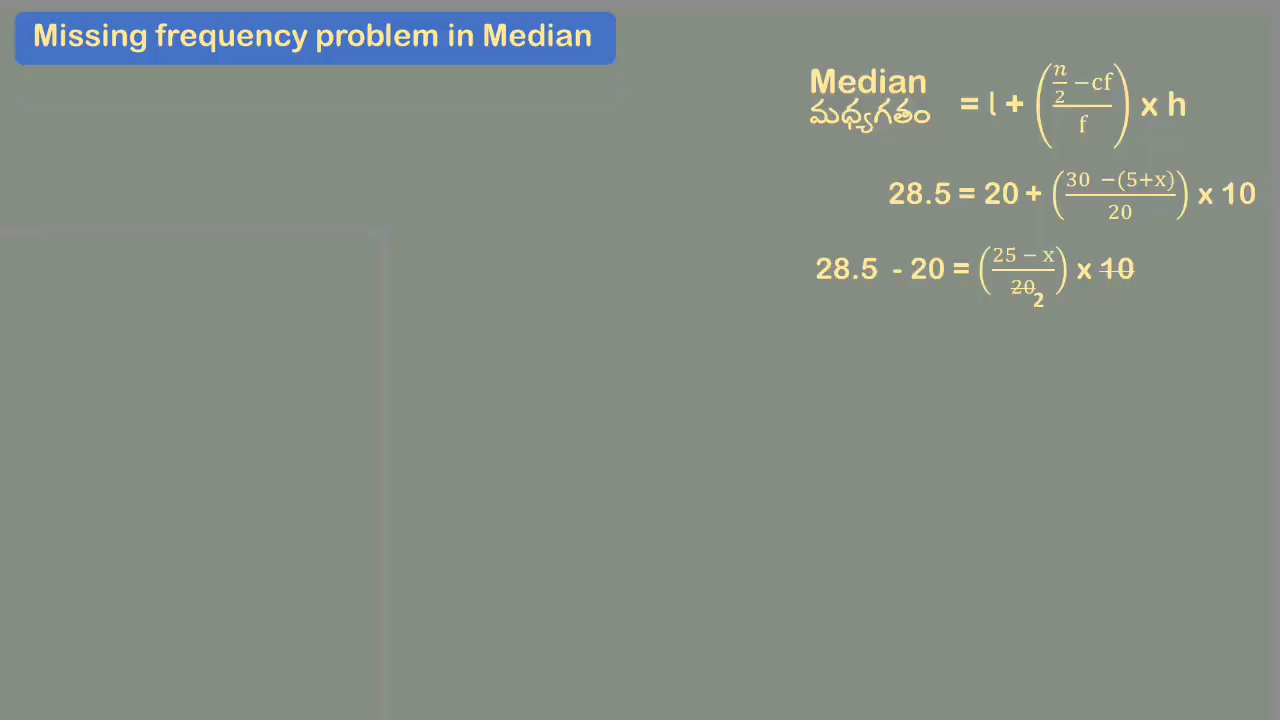 Missing frequency problem in Median
Median = l + ( (n/2 − cf) / f ) x h
మధ్యగతం
28.5 = 20 + ( (30 − (5+x)) / 20 ) x 10
28.5 - 20 = ( (25 − x) / 20 ) x 10
2